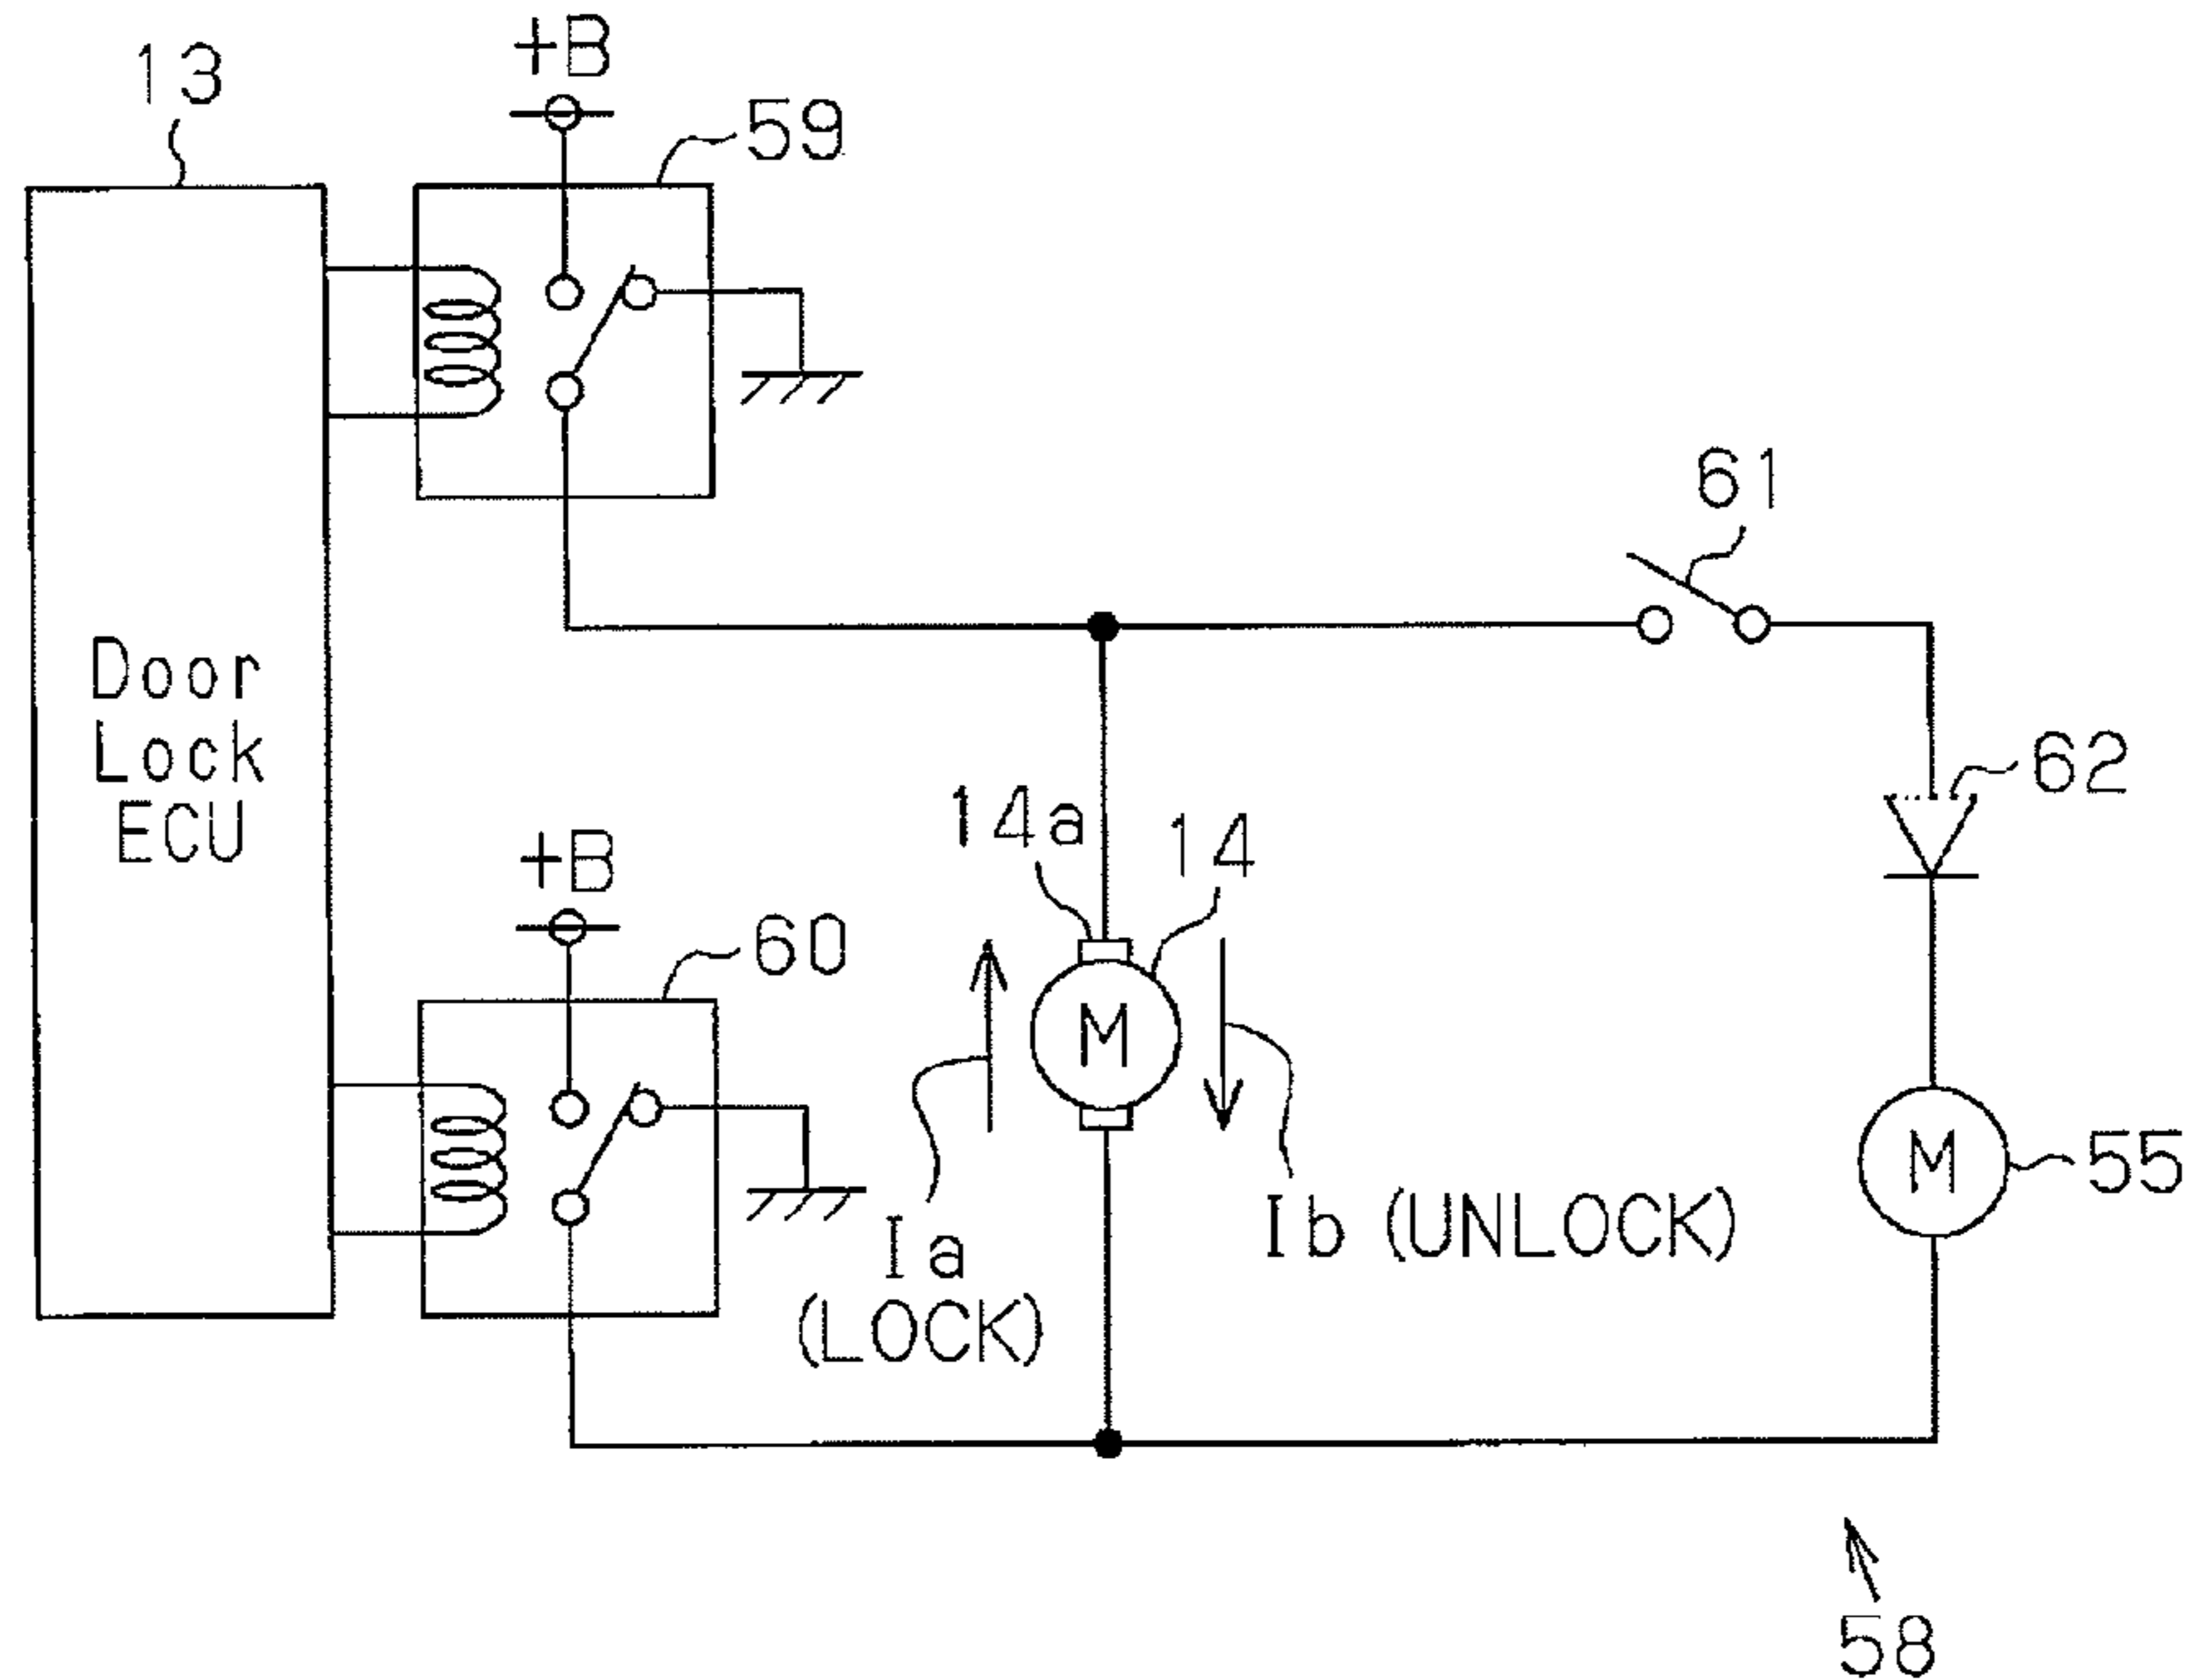 13
+B
59
61
Door
Lock
ECU
62
14a
14
+B
60
M
M
55
Ia
(LOCK)
Ib (UNLOCK)
58